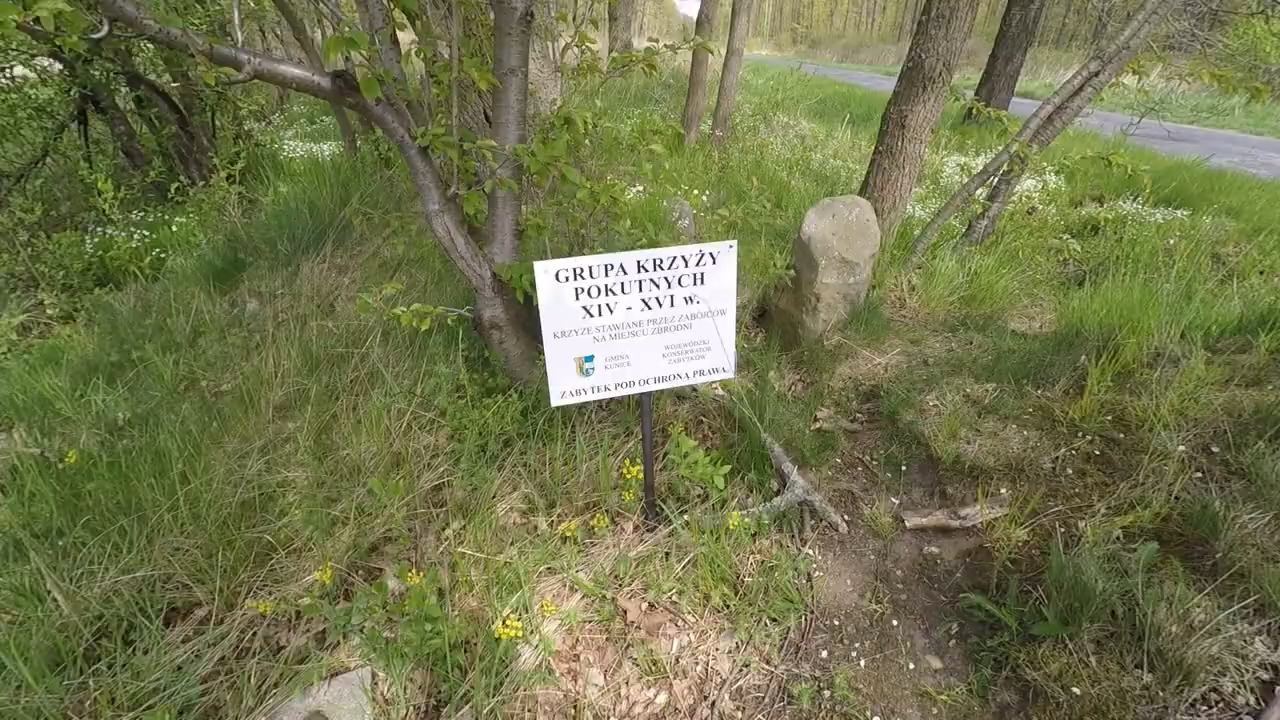 GRUPA KRZYŻY
POKUTNYCH
XIV - XVI w.
KRZYŻE STAWIANE PRZEZ ZABÓJCÓW
NA MIEJSCU ZBRODNI
GMINA
KUNICE
WOJEWÓDZKI
KONSERWATOR
ZABYTKÓW
ZABYTEK POD OCHRONĄ PRAWA